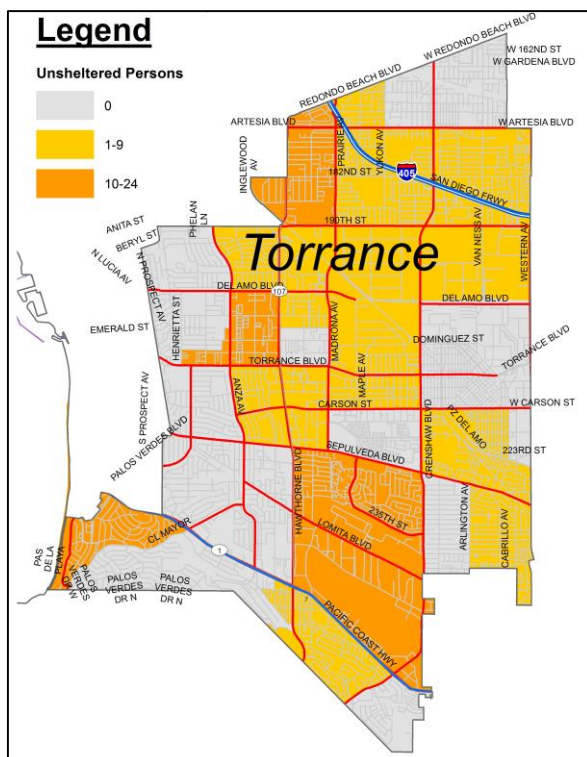 Legend
Unsheltered Persons
0
1-9
10-24
W REDONDO BEACH BLVD
W 162ND ST
W GARDENA BLVD
REDONDO BEACH BLVD
ARTESIA BLVD
W ARTESIA BLVD
PRAIRIE AV
YUKON AV
INGLEWOOD AV
182ND ST
405
SAN DIEGO FRWY
ANITA ST
BERYL ST
N LUCIA AV
PHELAN LN
190TH ST
VAN NESS AV
WESTERN AV
Torrance
N PROSPECT AV
HENRIETTA ST
DEL AMO BLVD
107
DEL AMO BLVD
EMERALD ST
MADRONA AV
DOMINGUEZ ST
TORRANCE BLVD
TORRANCE BLVD
MAPLE AV
ANZA AV
CARSON ST
W CARSON ST
S PROSPECT AV
PALOS VERDES BLVD
CRENSHAW BLVD
PZ DEL AMO
SEPULVEDA BLVD
223RD ST
HAWTHORNE BLVD
235TH ST
LOMITA BLVD
ARLINGTON AV
CABRILLO AV
CL MAYOR
1
PAS DE LA PLAYA
PALOS VERDES DR W
PALOS VERDES DR N
PALOS VERDES DR N
1
PACIFIC COAST HWY